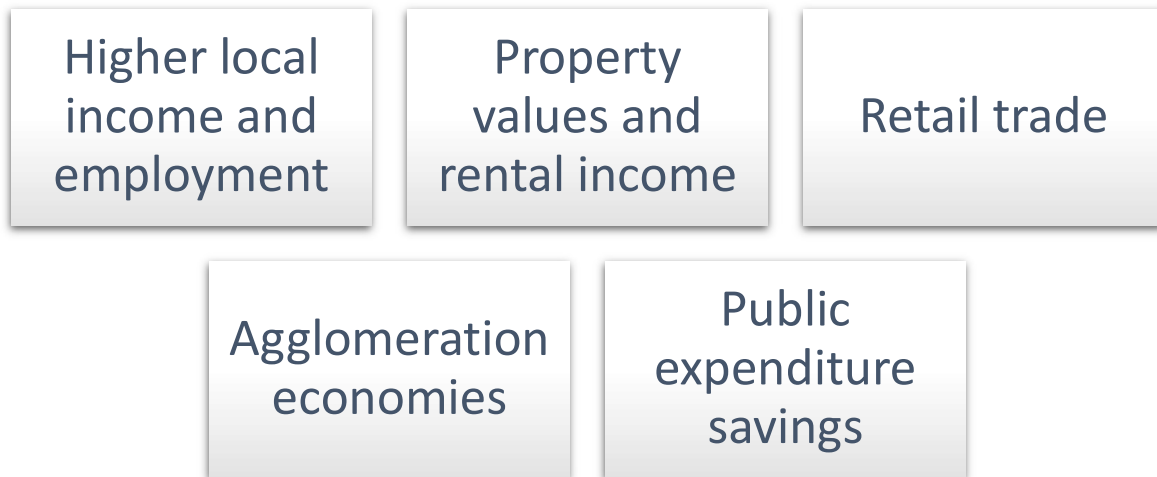 Higher local
income and
employment
Property
values and
rental income
Retail trade
Agglomeration
economies
Public
expenditure
savings